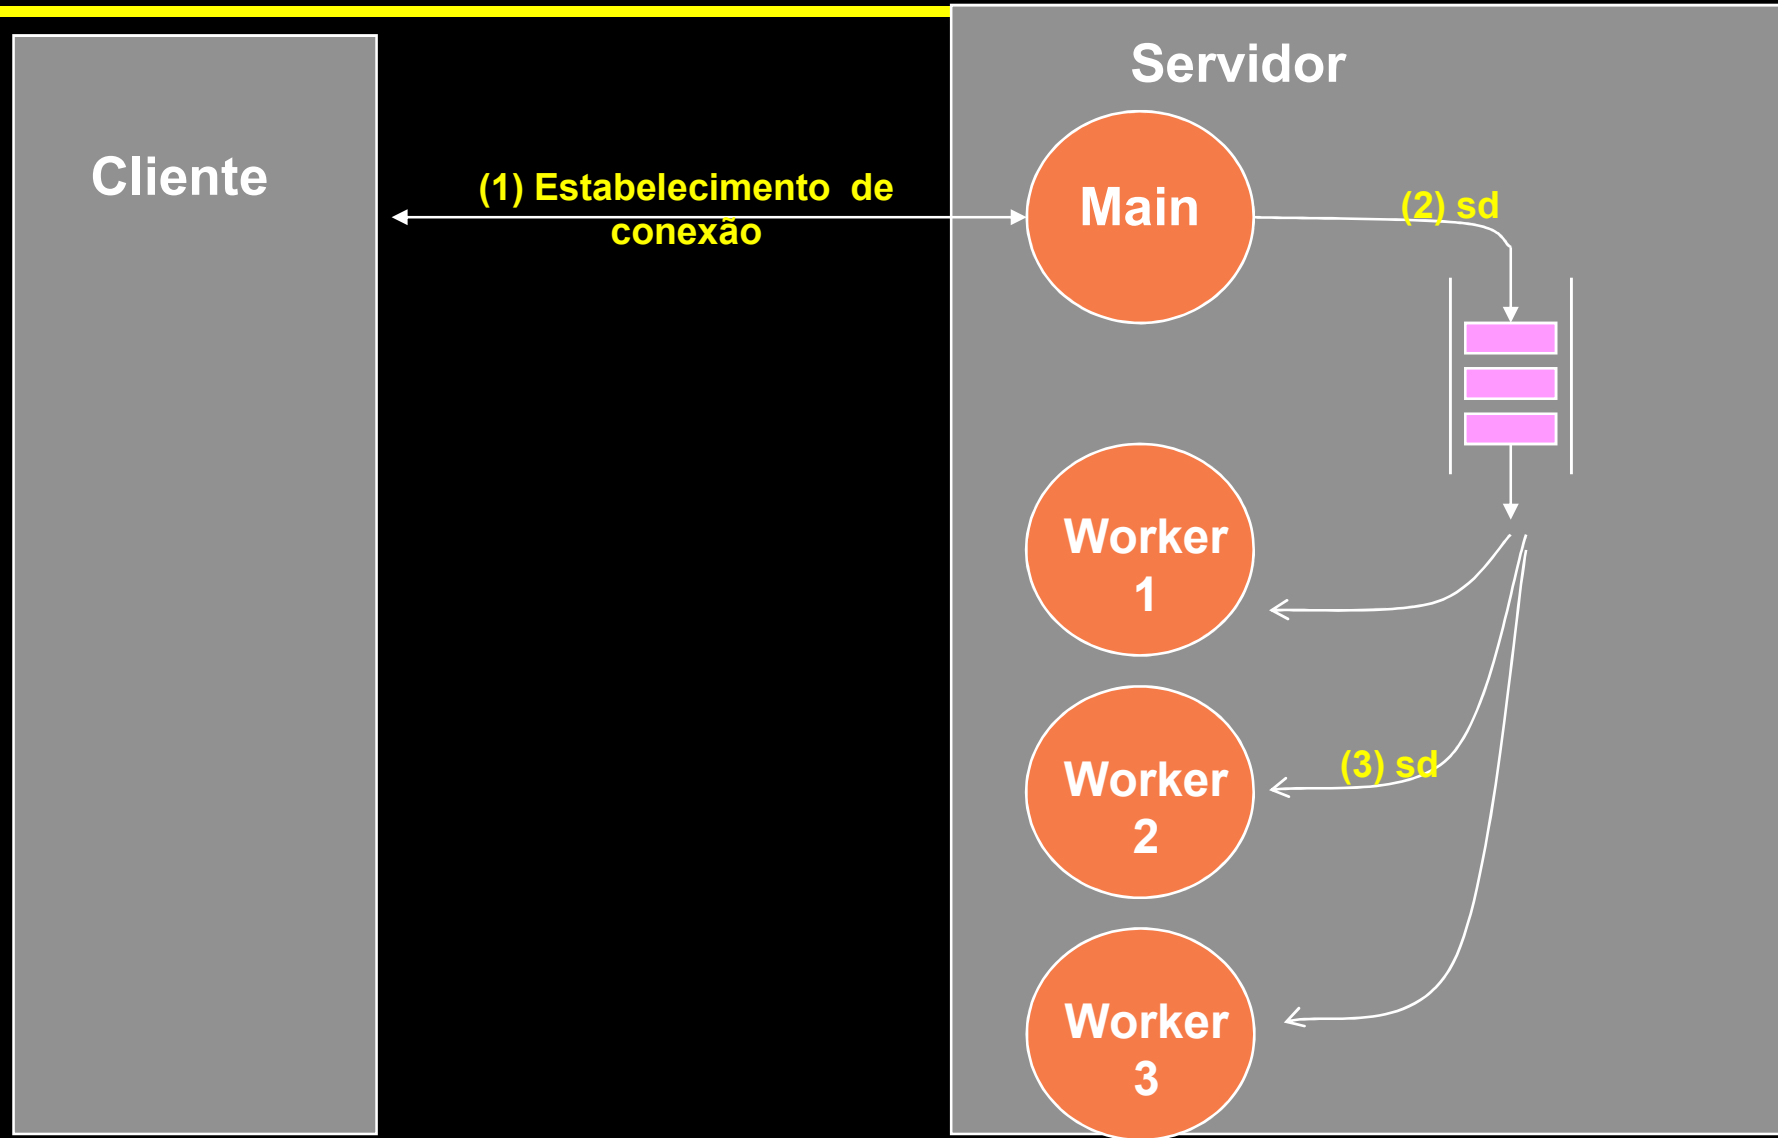 Servidor
Cliente
(1) Estabelecimento de
conexão
Main
(2) sd
Worker
1
(3) sd
Worker
2
Worker
3